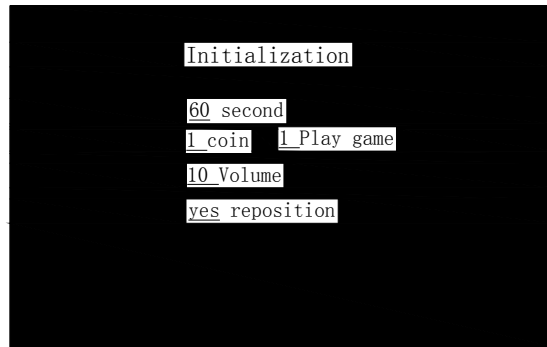 Initialization
60 second
1 coin 1 Play game
10 Volume
yes reposition